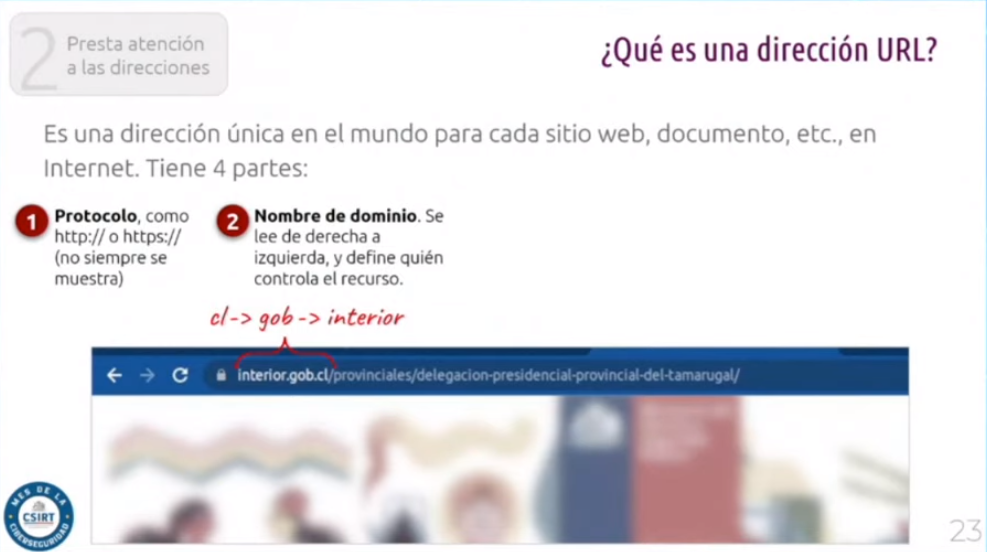 2
Presta atención
a las direcciones
¿Qué es una dirección URL?
Es una dirección única en el mundo para cada sitio web, documento, etc., en
Internet. Tiene 4 partes:
1
Protocolo, como
http:// o https://
(no siempre se
muestra)
2
Nombre de dominio. Se
lee de derecha a
izquierda, y define quién
controla el recurso.
cl-> gob-> interior
interior.gob.cl/provinciales/delegacion-presidencial-provincial-del-tamarugal/
MES DE LA
CSIRT
CIBERSEGURIDAD
23